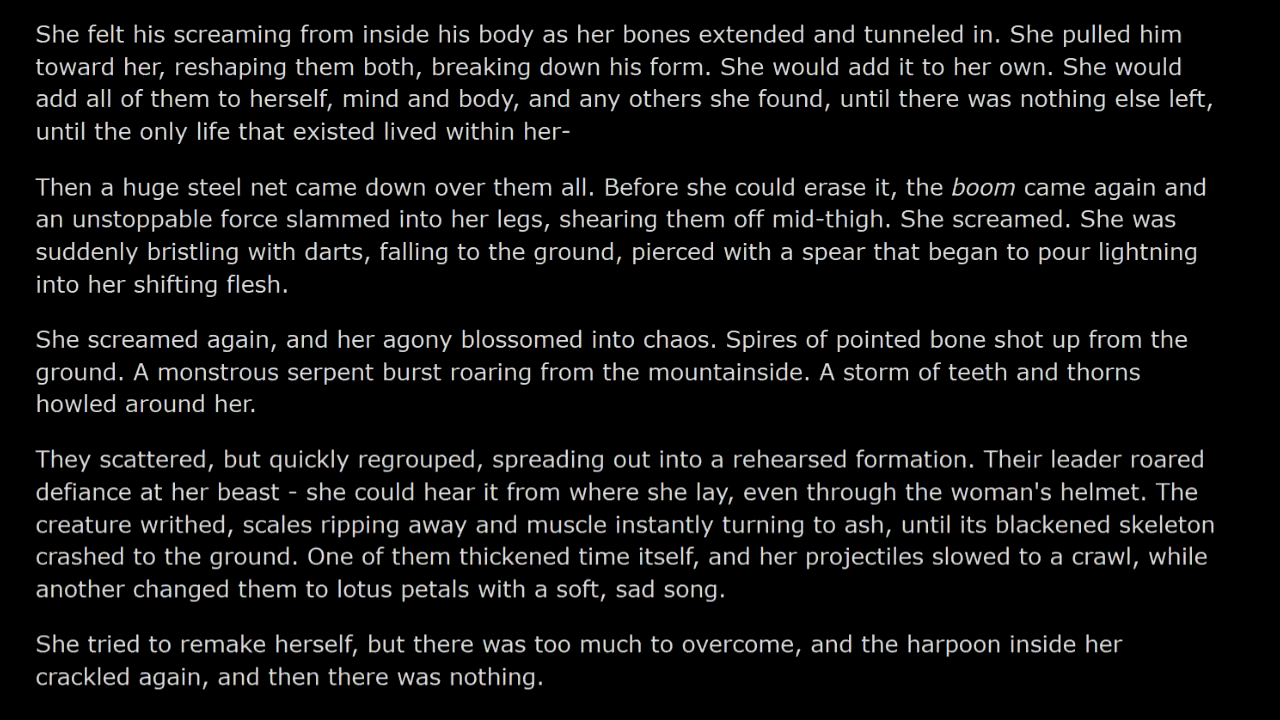 She felt his screaming from inside his body as her bones extended and tunneled in. She pulled him
toward her, reshaping them both, breaking down his form. She would add it to her own. She would
add all of them to herself, mind and body, and any others she found, until there was nothing else left,
until the only life that existed lived within her-
Then a huge steel net came down over them all. Before she could erase it, the boom came again and
an unstoppable force slammed into her legs, shearing them off mid-thigh. She screamed. She was
suddenly bristling with darts, falling to the ground, pierced with a spear that began to pour lightning
into her shifting flesh.
She screamed again, and her agony blossomed into chaos. Spires of pointed bone shot up from the
ground. A monstrous serpent burst roaring from the mountainside. A storm of teeth and thorns
howled around her.
They scattered, but quickly regrouped, spreading out into a rehearsed formation. Their leader roared
defiance at her beast - she could hear it from where she lay, even through the woman's helmet. The
creature writhed, scales ripping away and muscle instantly turning to ash, until its blackened skeleton
crashed to the ground. One of them thickened time itself, and her projectiles slowed to a crawl, while
another changed them to lotus petals with a soft, sad song.
She tried to remake herself, but there was too much to overcome, and the harpoon inside her
crackled again, and then there was nothing.